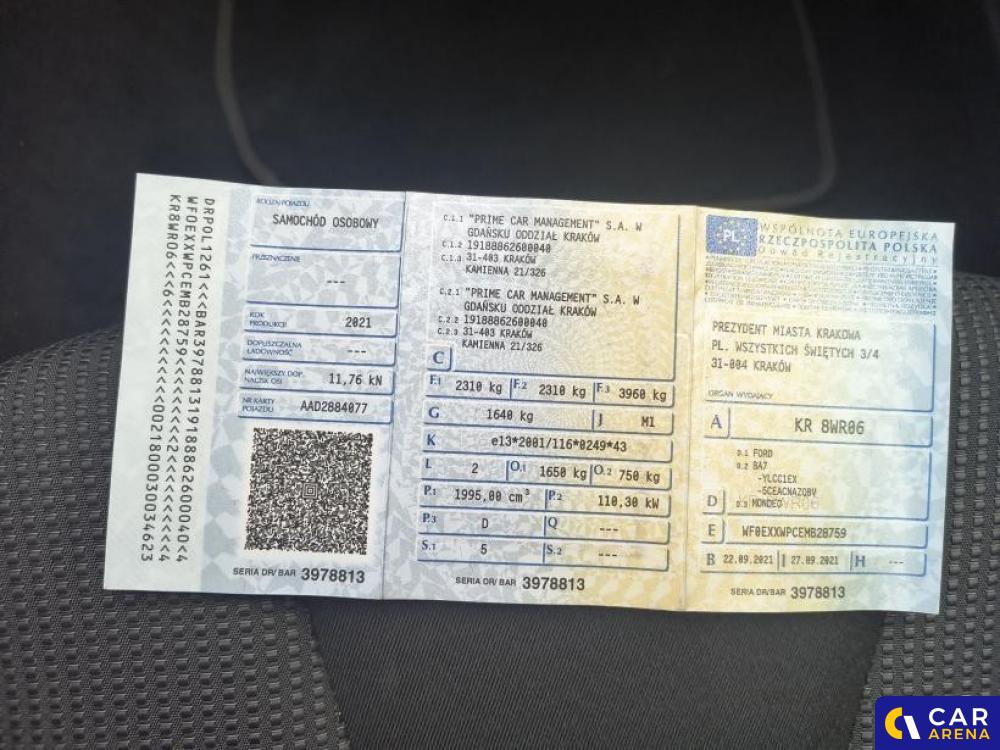 DRPOL1261<<<BAR3978813191888626000040<4
WF0EXXWPCEMB28759<<<<<<<2<<<<<<<<<<<4
KR8WR06<<<6<<<<<<<<<<<<002180003034623
RODZAJ POJAZDU
SAMOCHÓD OSOBOWY
PRZEZNACZENIE
---
ROK PRODUKCJI 2021
DOPUSZCZALNA ŁADOWNOŚĆ ---
NAJWIĘKSZY DOP. NACISK OSI 11,76 kN
NR KARTY POJAZDU AAD2884077
SERIA DR/BAR 3978813
C.1.1 "PRIME CAR MANAGEMENT" S.A. W
GDAŃSKU ODDZIAŁ KRAKÓW
C.1.2 19188862600040
C.1.3 31-403 KRAKÓW
KAMIENNA 21/326
C.2.1 "PRIME CAR MANAGEMENT" S.A. W
GDAŃSKU ODDZIAŁ KRAKÓW
C.2.2 19188862600040
C.2.3 31-403 KRAKÓW
KAMIENNA 21/326
C
F.1 2310 kg F.2 2310 kg F.3 3960 kg
G 1640 kg J M1
K e13*2001/116*0249*43
L 2 O.1 1650 kg O.2 750 kg
P.1 1995,00 cm³ P.2 110,30 kW
P.3 D Q ---
S.1 5 S.2 ---
SERIA DR/BAR 3978813
PL
WSPÓLNOTA EUROPEJSKA
RZECZPOSPOLITA POLSKA
Dowód Rejestracyjny
PREZYDENT MIASTA KRAKOWA
PL. WSZYSTKICH ŚWIĘTYCH 3/4
31-004 KRAKÓW
ORGAN WYDAJĄCY
A KR 8WR06
D.1 FORD
D.2 BA7
-YLCC1EX
-5CEACNAZQBV
D D.3 MONDEO
E WF0EXXWPCEMB28759
B 22.09.2021 I 27.09.2021 H ---
SERIA DR/BAR 3978813
CAR
ARENA